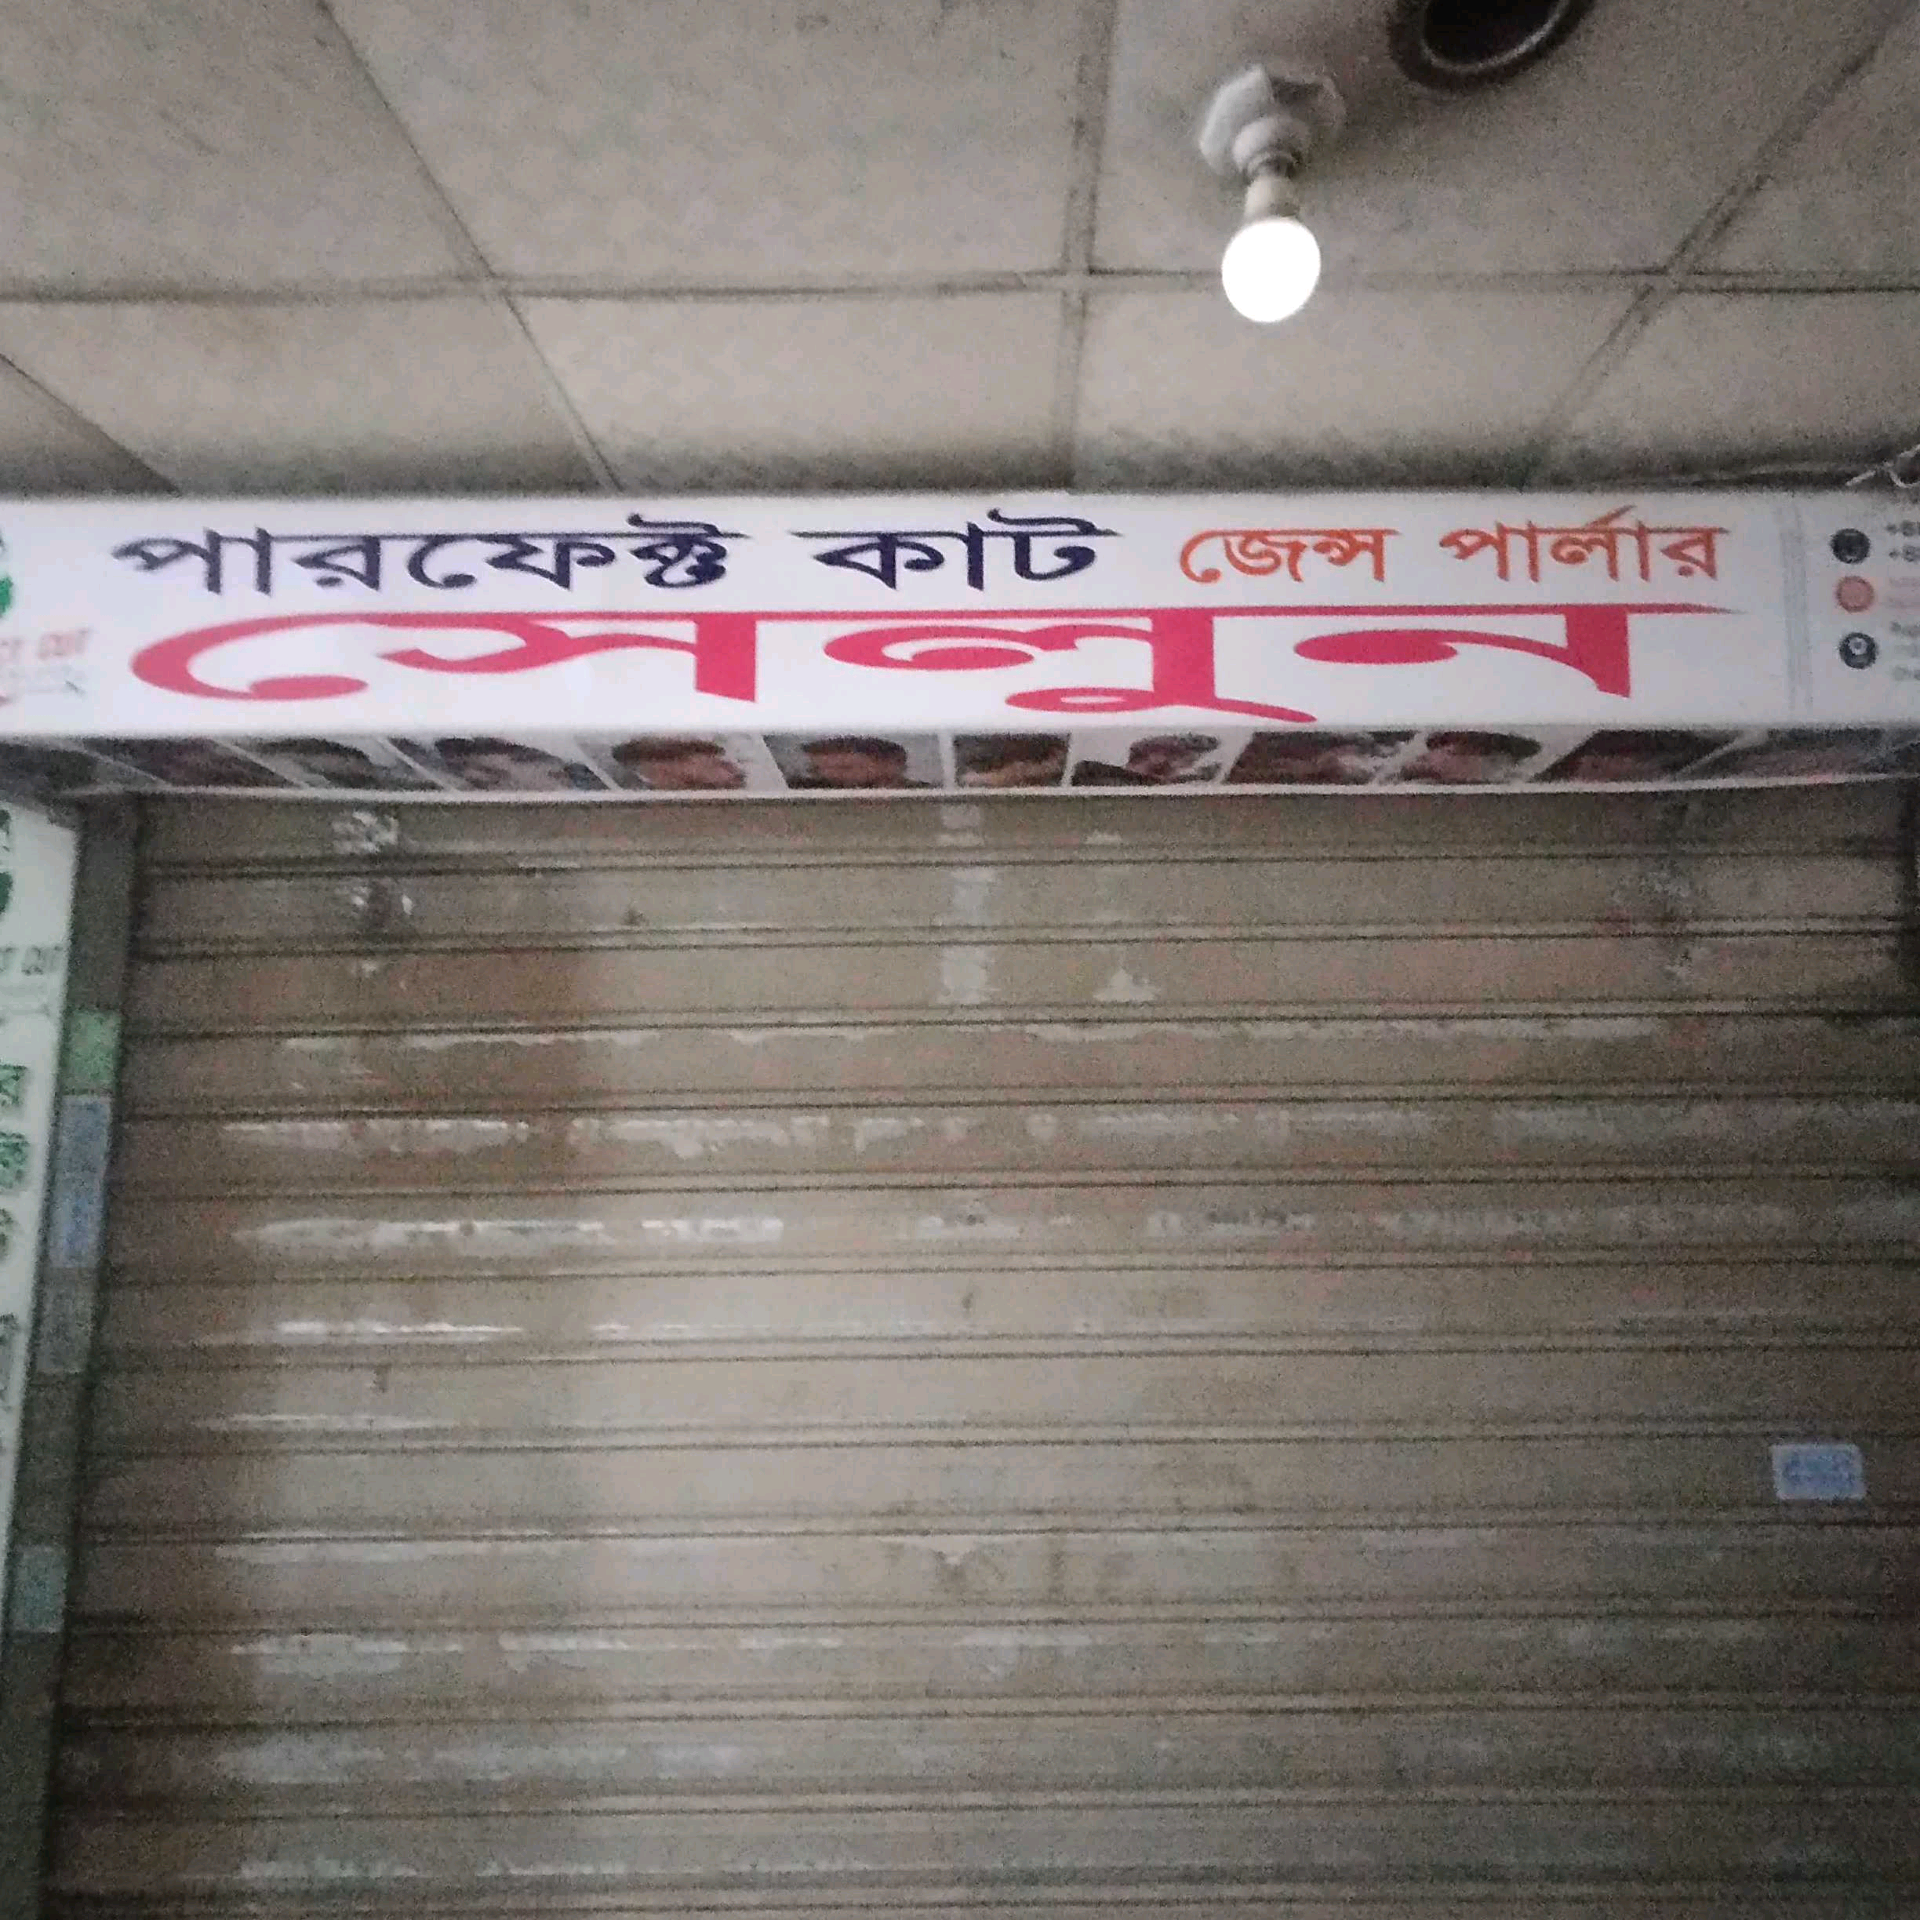 পারফেক্ট কাট জেন্স পার্লার
সেলুন